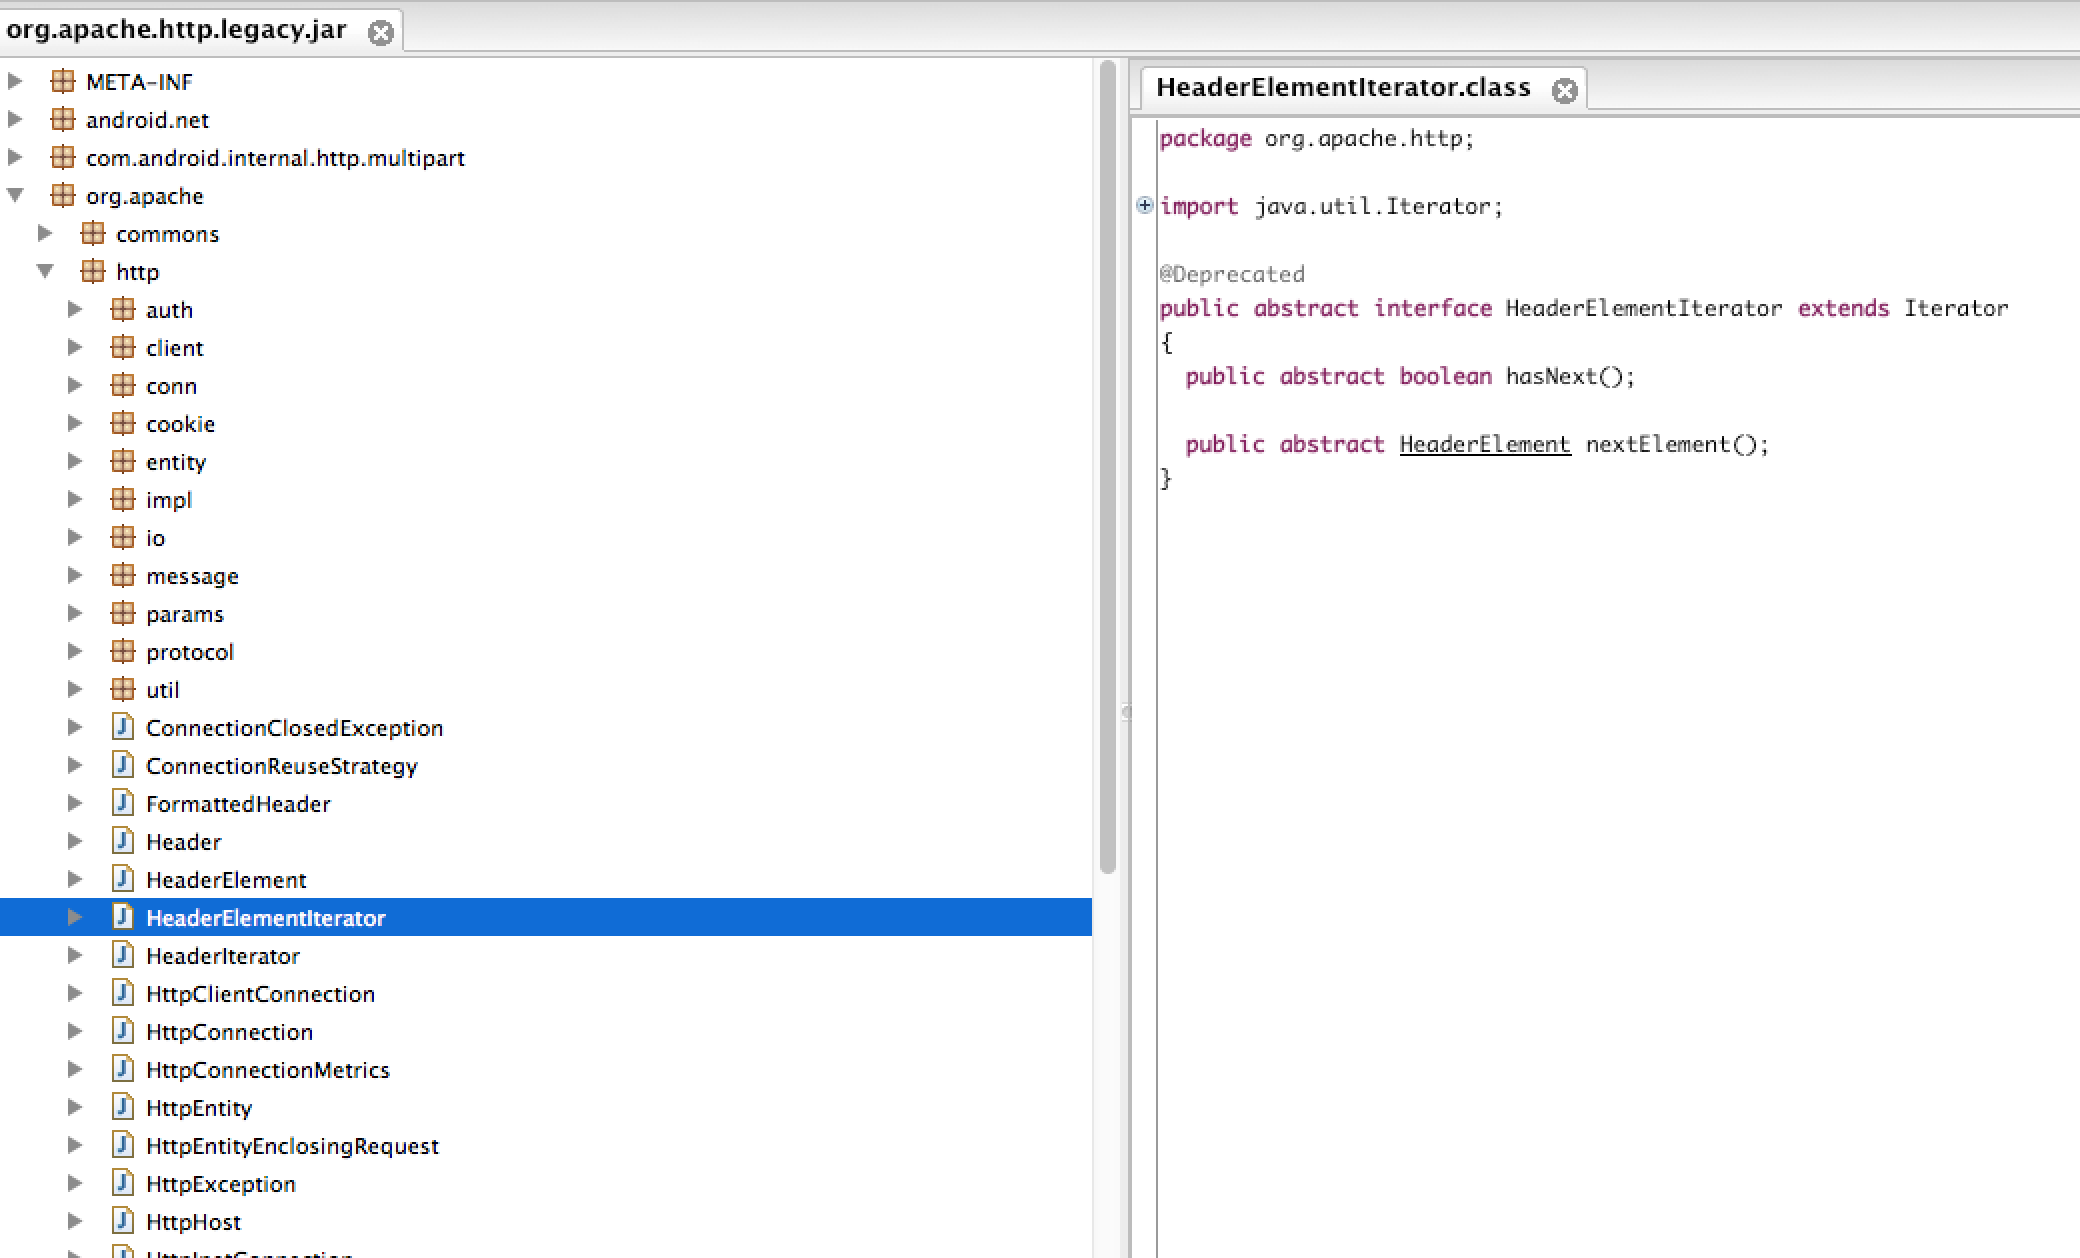 org.apache.http.legacy.jar
META-INF
android.net
com.android.internal.http.multipart
org.apache
commons
http
auth
client
conn
cookie
entity
impl
io
message
params
protocol
util
ConnectionClosedException
ConnectionReuseStrategy
FormattedHeader
Header
HeaderElement
HeaderElementIterator
HeaderIterator
HttpClientConnection
HttpConnection
HttpConnectionMetrics
HttpEntity
HttpEntityEnclosingRequest
HttpException
HttpHost
HttpInetConnection
HeaderElementIterator.class
package org.apache.http;
import java.util.Iterator;
@Deprecated
public abstract interface HeaderElementIterator extends Iterator
{
public abstract boolean hasNext();
public abstract HeaderElement nextElement();
}